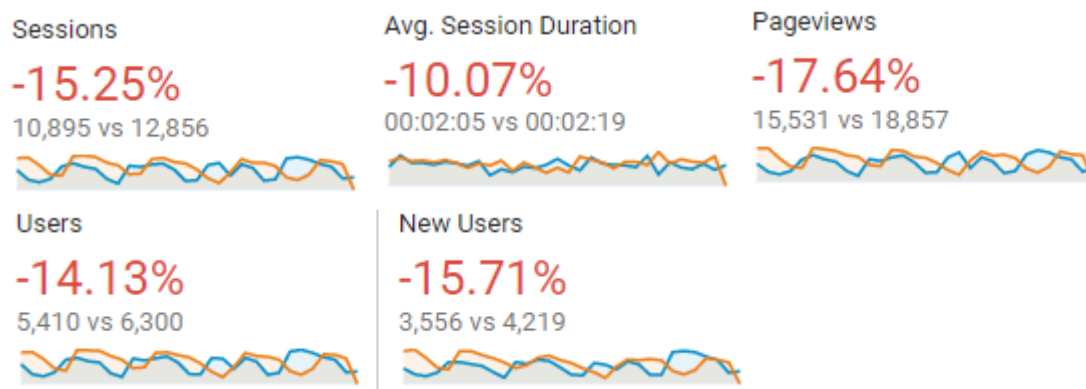 Sessions
-15.25%
10,895 vs 12,856
Avg. Session Duration
-10.07%
00:02:05 vs 00:02:19
Pageviews
-17.64%
15,531 vs 18,857
Users
-14.13%
5,410 vs 6,300
New Users
-15.71%
3,556 vs 4,219